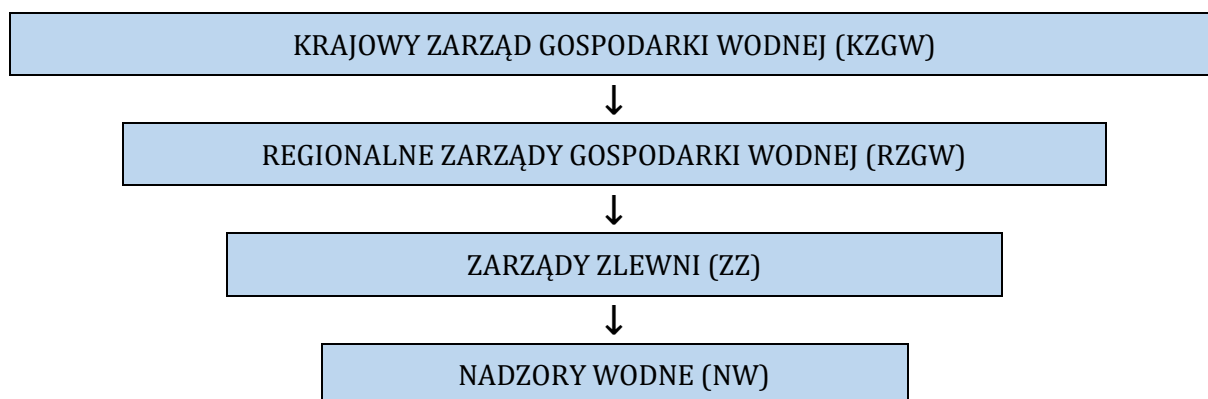 KRAJOWY ZARZĄD GOSPODARKI WODNEJ (KZGW)
↓
REGIONALNE ZARZĄDY GOSPODARKI WODNEJ (RZGW)
↓
ZARZĄDY ZLEWNI (ZZ)
↓
NADZORY WODNE (NW)